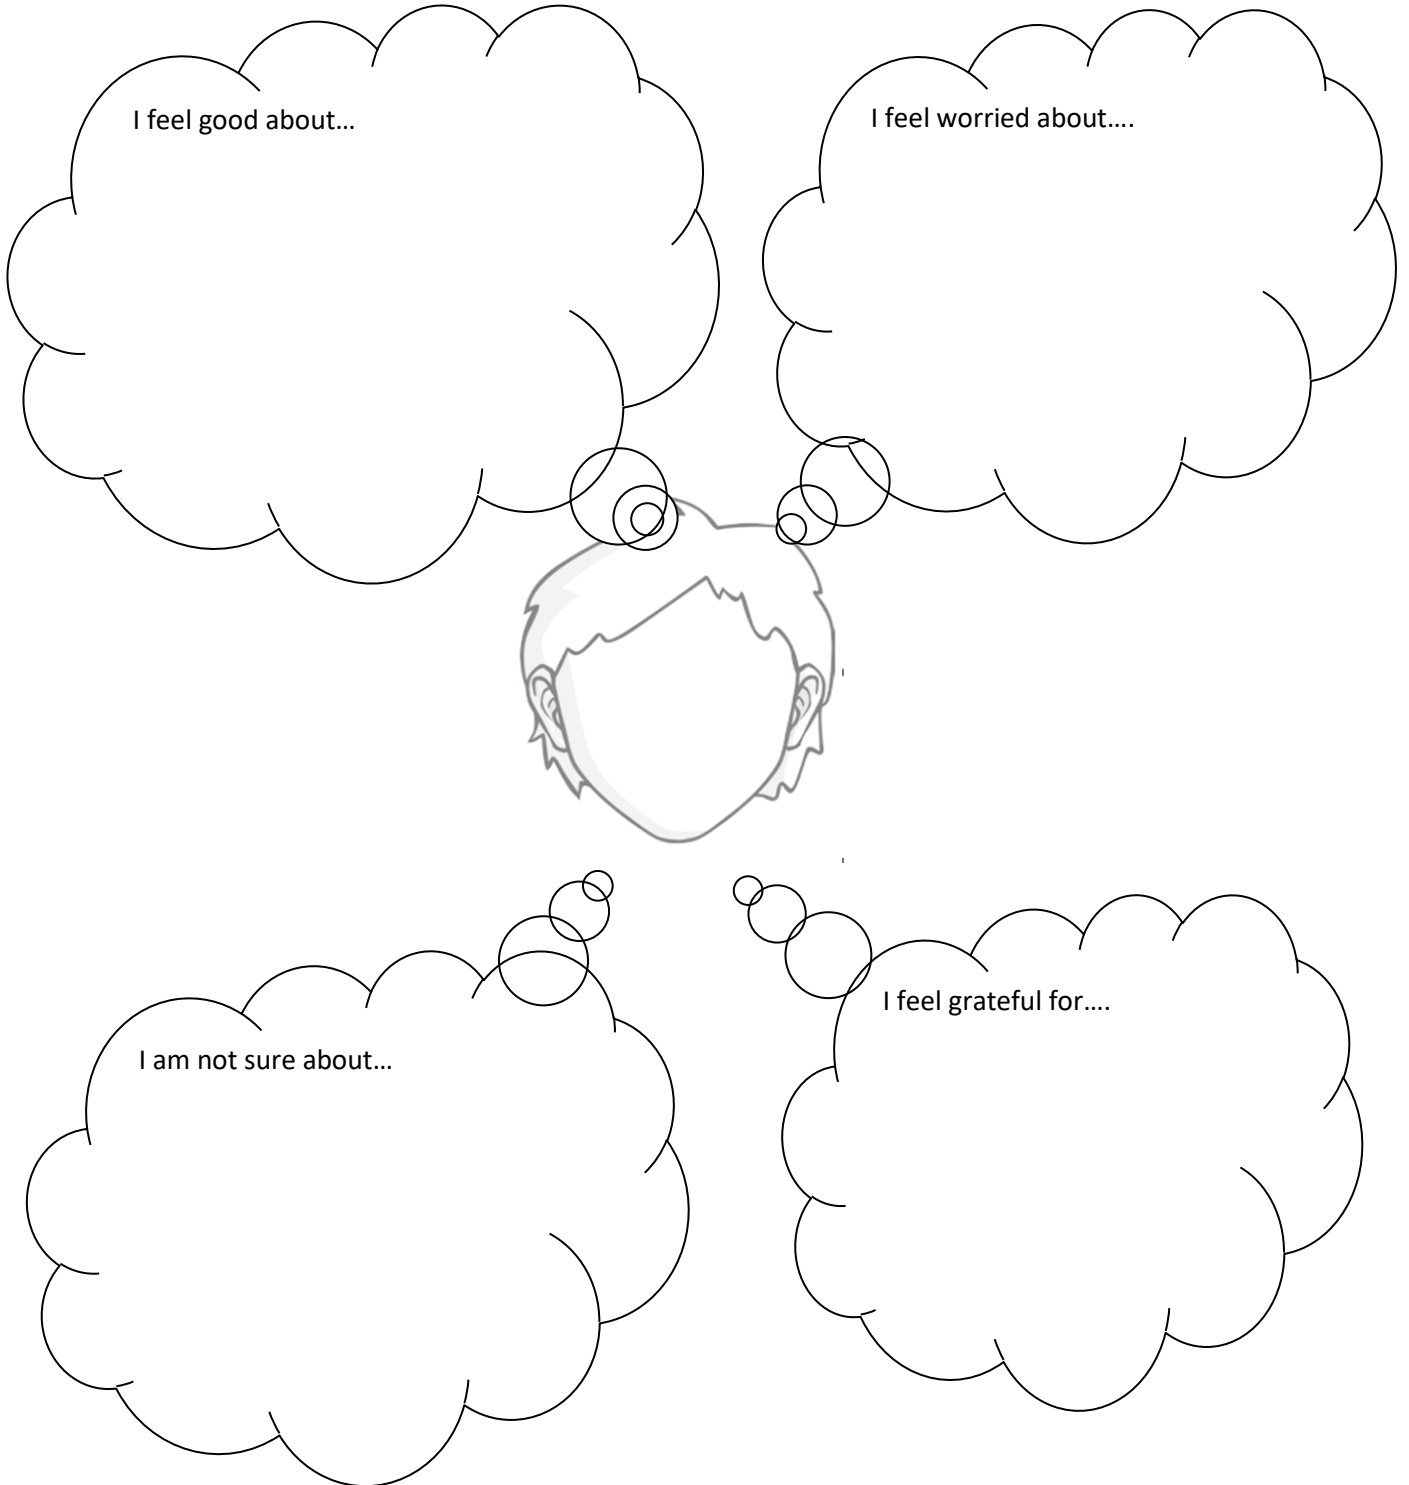 I feel good about…
I feel worried about….
I am not sure about…
I feel grateful for….